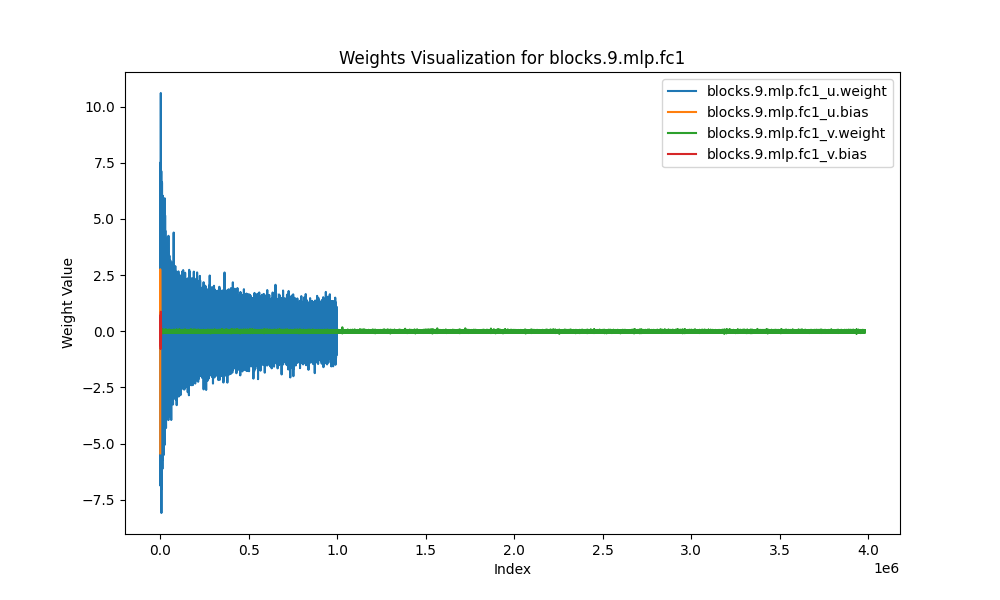 Weights Visualization for blocks.9.mlp.fc1
blocks.9.mlp.fc1_u.weight
blocks.9.mlp.fc1_u.bias
blocks.9.mlp.fc1_v.weight
blocks.9.mlp.fc1_v.bias
Weight Value
10.0
7.5
5.0
2.5
0.0
−2.5
−5.0
−7.5
0.0 0.5 1.0 1.5 2.0 2.5 3.0 3.5 4.0
1e6
Index